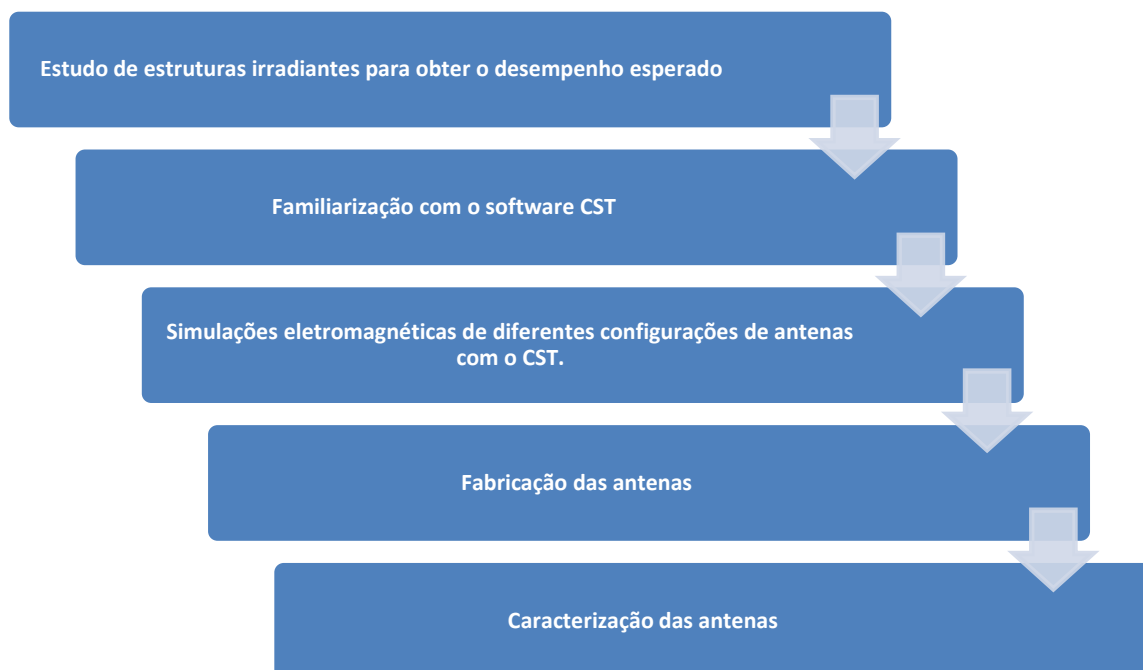 Estudo de estruturas irradiantes para obter o desempenho esperado
Familiarização com o software CST
Simulações eletromagnéticas de diferentes configurações de antenas
com o CST.
Fabricação das antenas
Caracterização das antenas